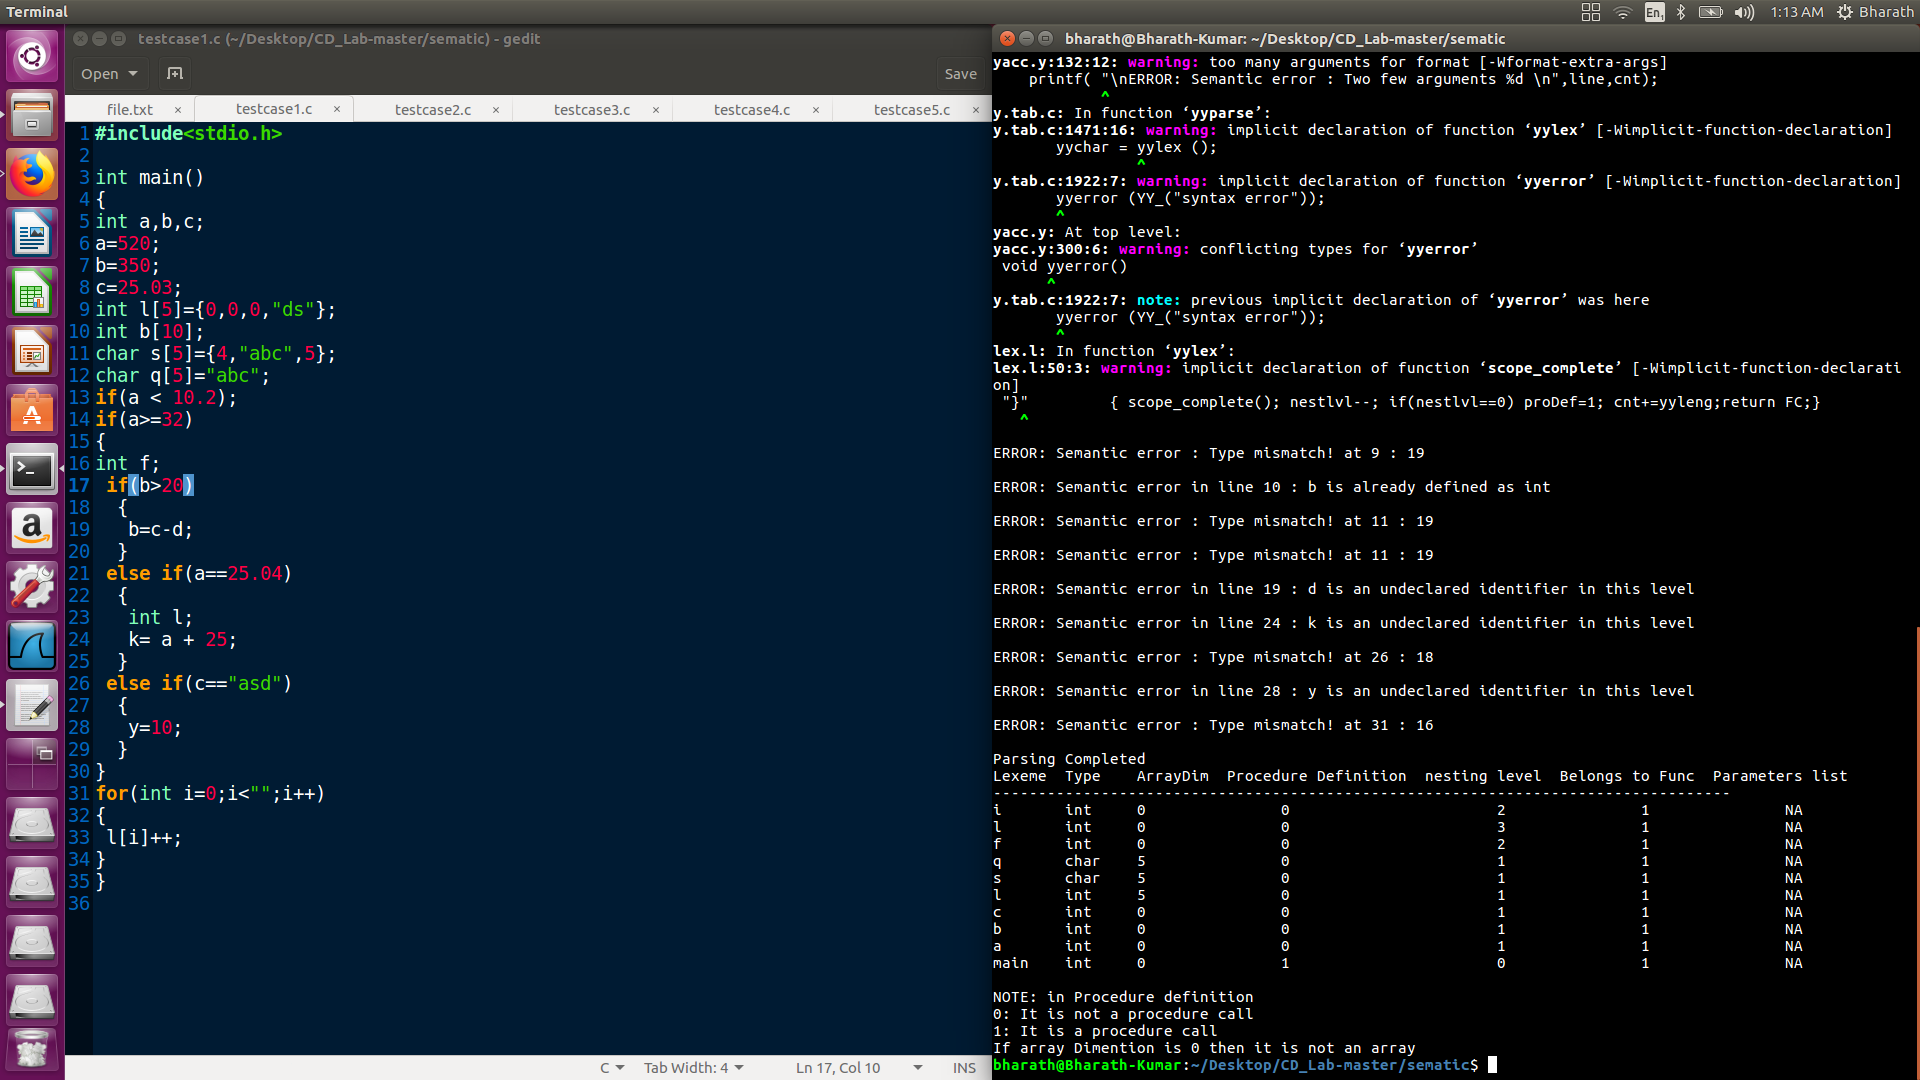 Terminal
En1
1:13 AM
Bharath
testcase1.c (~/Desktop/CD_Lab-master/sematic) - gedit
Open
Save
file.txt ×
testcase1.c ×
testcase2.c ×
testcase3.c ×
testcase4.c ×
testcase5.c ×
1 #include<stdio.h>
2
3 int main()
4 {
5 int a,b,c;
6 a=520;
7 b=350;
8 c=25.03;
9 int l[5]={0,0,0,"ds"};
10 int b[10];
11 char s[5]={4,"abc",5};
12 char q[5]="abc";
13 if(a < 10.2);
14 if(a>=32)
15 {
16 int f;
17  if(b>20)
18   {
19    b=c-d;
20   }
21  else if(a==25.04)
22   {
23    int l;
24    k= a + 25;
25   }
26  else if(c=="asd")
27   {
28    y=10;
29   }
30 }
31 for(int i=0;i<"";i++)
32 {
33  l[i]++;
34 }
35 }
36
C
Tab Width: 4
Ln 17, Col 10
INS
bharath@Bharath-Kumar: ~/Desktop/CD_Lab-master/sematic
yacc.y:132:12: warning: too many arguments for format [-Wformat-extra-args]
    printf( "\nERROR: Semantic error : Two few arguments %d \n",line,cnt);
            ^
y.tab.c: In function ‘yyparse’:
y.tab.c:1471:16: warning: implicit declaration of function ‘yylex’ [-Wimplicit-function-declaration]
       yychar = yylex ();
                ^
y.tab.c:1922:7: warning: implicit declaration of function ‘yyerror’ [-Wimplicit-function-declaration]
       yyerror (YY_("syntax error"));
       ^
yacc.y: At top level:
yacc.y:300:6: warning: conflicting types for ‘yyerror’
 void yyerror()
      ^
y.tab.c:1922:7: note: previous implicit declaration of ‘yyerror’ was here
       yyerror (YY_("syntax error"));
       ^
lex.l: In function ‘yylex’:
lex.l:50:3: warning: implicit declaration of function ‘scope_complete’ [-Wimplicit-function-declarati
on]
 "}"         { scope_complete(); nestlvl--; if(nestlvl==0) proDef=1; cnt+=yyleng;return FC;}
   ^
ERROR: Semantic error : Type mismatch! at 9 : 19
ERROR: Semantic error in line 10 : b is already defined as int
ERROR: Semantic error : Type mismatch! at 11 : 19
ERROR: Semantic error : Type mismatch! at 11 : 19
ERROR: Semantic error in line 19 : d is an undeclared identifier in this level
ERROR: Semantic error in line 24 : k is an undeclared identifier in this level
ERROR: Semantic error : Type mismatch! at 26 : 18
ERROR: Semantic error in line 28 : y is an undeclared identifier in this level
ERROR: Semantic error : Type mismatch! at 31 : 16
Parsing Completed
Lexeme  Type    ArrayDim  Procedure Definition  nesting level  Belongs to Func  Parameters list
----------------------------------------------------------------------------------
i int 0 0 2 1 NA
l int 0 0 3 1 NA
f int 0 0 2 1 NA
q char 5 0 1 1 NA
s char 5 0 1 1 NA
l int 5 0 1 1 NA
c int 0 0 1 1 NA
b int 0 0 1 1 NA
a int 0 0 1 1 NA
main int 0 1 0 1 NA
NOTE: in Procedure definition
0: It is not a procedure call
1: It is a procedure call
If array Dimention is 0 then it is not an array
bharath@Bharath-Kumar:~/Desktop/CD_Lab-master/sematic$